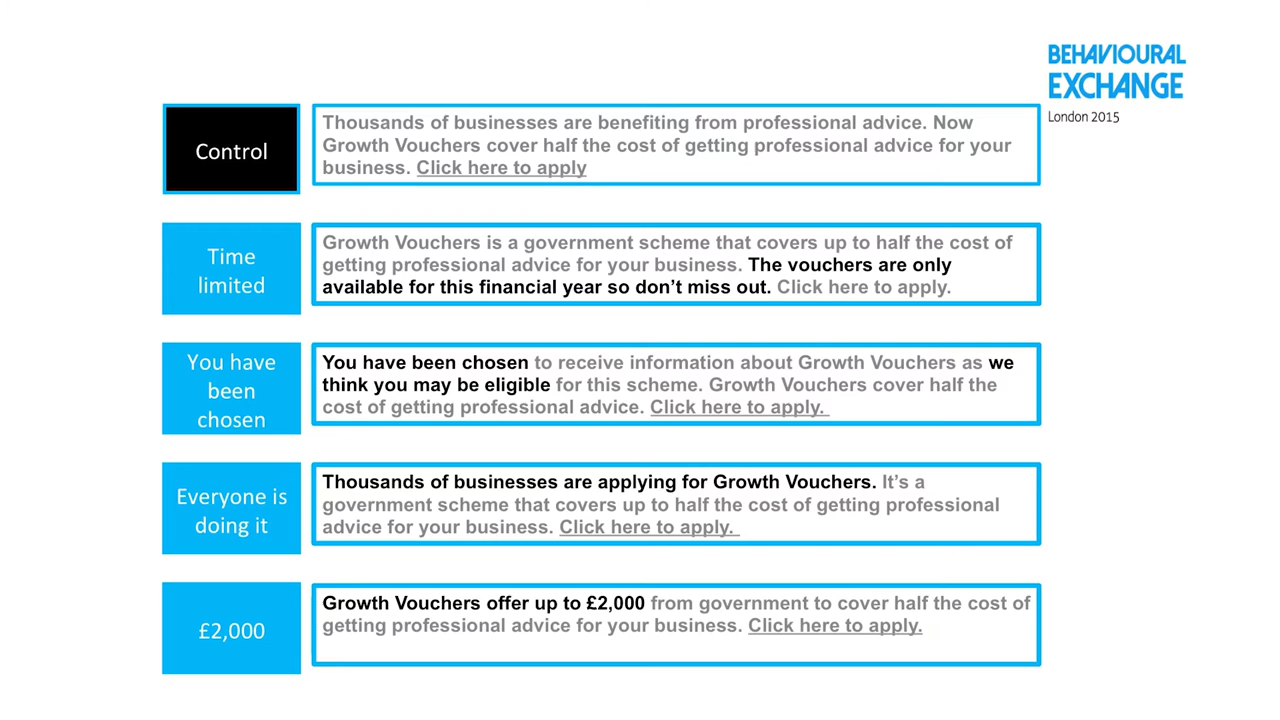 BEHAVIOURAL
EXCHANGE
London 2015
Control
Thousands of businesses are benefiting from professional advice. Now
Growth Vouchers cover half the cost of getting professional advice for your
business. Click here to apply
Time
limited
Growth Vouchers is a government scheme that covers up to half the cost of
getting professional advice for your business. The vouchers are only
available for this financial year so don’t miss out. Click here to apply.
You have
been
chosen
You have been chosen to receive information about Growth Vouchers as we
think you may be eligible for this scheme. Growth Vouchers cover half the
cost of getting professional advice. Click here to apply.
Everyone is
doing it
Thousands of businesses are applying for Growth Vouchers. It’s a
government scheme that covers up to half the cost of getting professional
advice for your business. Click here to apply.
£2,000
Growth Vouchers offer up to £2,000 from government to cover half the cost of
getting professional advice for your business. Click here to apply.